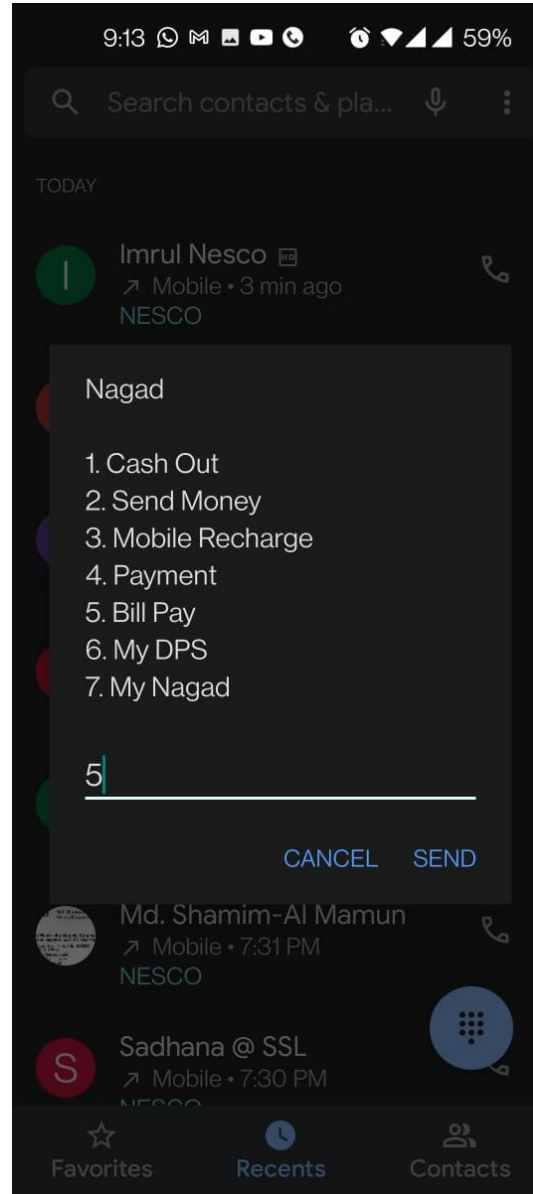 9:13 59%
Search contacts & pla...
TODAY
I
Imrul Nesco HD
Mobile • 3 min ago
NESCO
Nagad
1. Cash Out
2. Send Money
3. Mobile Recharge
4. Payment
5. Bill Pay
6. My DPS
7. My Nagad
5
CANCEL SEND
Md. Shamim-Al Mamun
Mobile • 7:31 PM
NESCO
S
Sadhana @ SSL
Mobile • 7:30 PM
NESCO
Favorites Recents Contacts